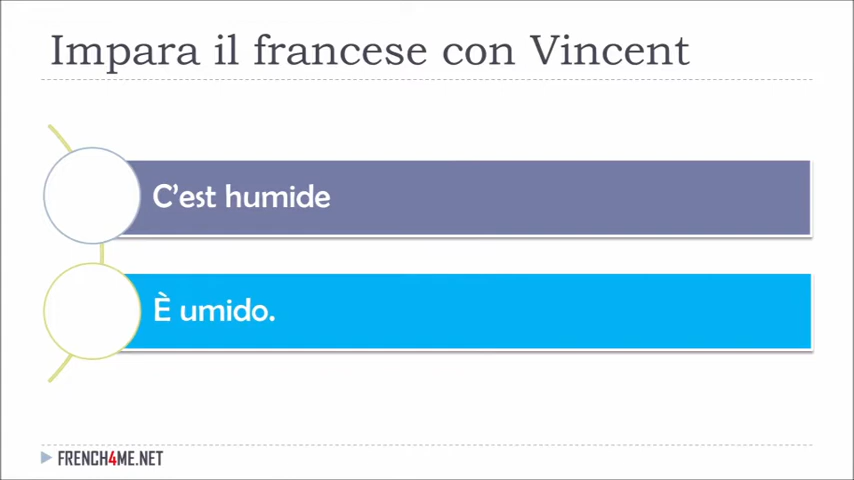 Impara il francese con Vincent
C’est humide
È umido.
FRENCH4ME.NET